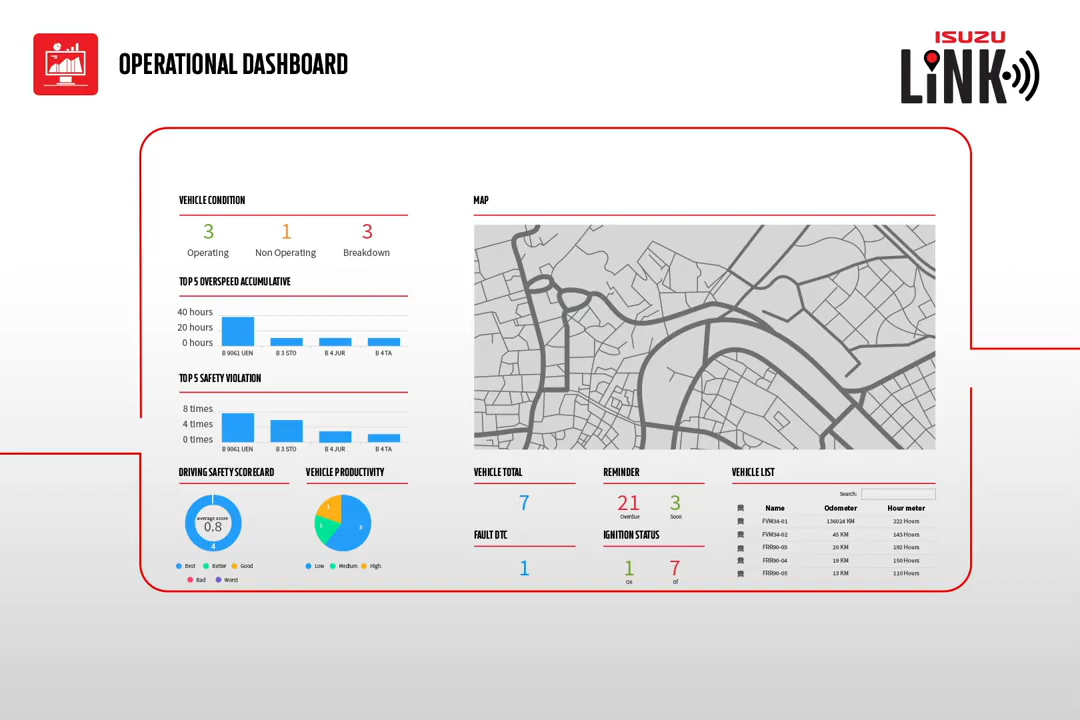 OPERATIONAL DASHBOARD
ISUZU
LiNK
VEHICLE CONDITION
3 1 3
Operating Non Operating Breakdown
TOP 5 OVERSPEED ACCUMULATIVE
40 hours
20 hours
0 hours
B 9061 UEN B 3 STO B 4 JUR B 4 TA
TOP 5 SAFETY VIOLATION
8 times
4 times
0 times
B 9061 UEN B 3 STO B 4 JUR B 4 TA
DRIVING SAFETY SCORECARD
1
average score
0.8
4
Best Better Good
Bad Worst
VEHICLE PRODUCTIVITY
1
1
3
Low Medium High
MAP
VEHICLE TOTAL
7
REMINDER
21 3
Overdue Soon
FAULT DTC
1
IGNITION STATUS
1 7
On Of
VEHICLE LIST
Search:
Name Odometer Hour meter
FVM34-01 136024 KM 222 Hours
FVM34-02 45 KM 143 Hours
FRR90-03 20 KM 192 Hours
FRR90-04 19 KM 150 Hours
FRR90-05 13 KM 110 Hours